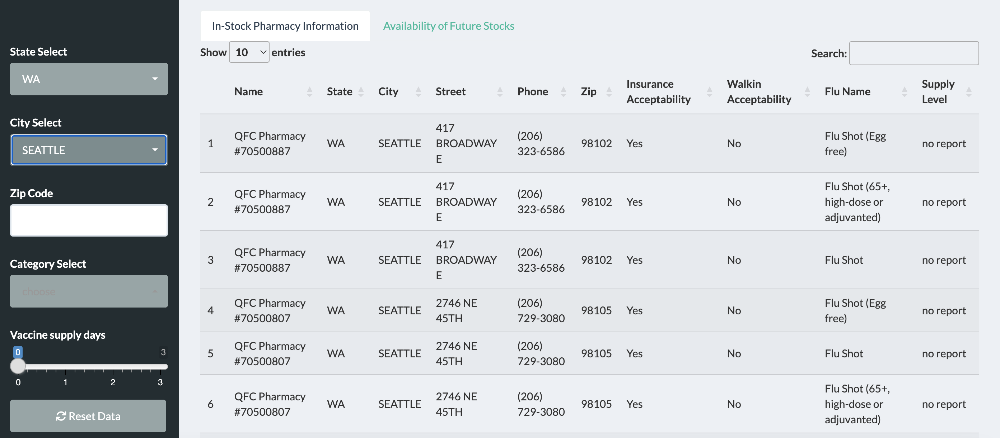 State Select
WA
City Select
SEATTLE
Zip Code
Category Select
choose
Vaccine supply days
0 3
0 1 2 3
Reset Data
In-Stock Pharmacy Information Availability of Future Stocks
Show 10 entries Search:
Name State City Street Phone Zip Insurance Acceptability Walkin Acceptability Flu Name Supply Level
1 QFC Pharmacy #70500887 WA SEATTLE 417 BROADWAY E (206) 323-6586 98102 Yes No Flu Shot (Egg free) no report
2 QFC Pharmacy #70500887 WA SEATTLE 417 BROADWAY E (206) 323-6586 98102 Yes No Flu Shot (65+, high-dose or adjuvanted) no report
3 QFC Pharmacy #70500887 WA SEATTLE 417 BROADWAY E (206) 323-6586 98102 Yes No Flu Shot no report
4 QFC Pharmacy #70500807 WA SEATTLE 2746 NE 45TH (206) 729-3080 98105 Yes No Flu Shot (Egg free) no report
5 QFC Pharmacy #70500807 WA SEATTLE 2746 NE 45TH (206) 729-3080 98105 Yes No Flu Shot no report
6 QFC Pharmacy #70500807 WA SEATTLE 2746 NE 45TH (206) 729-3080 98105 Yes No Flu Shot (65+, high-dose or adjuvanted) no report